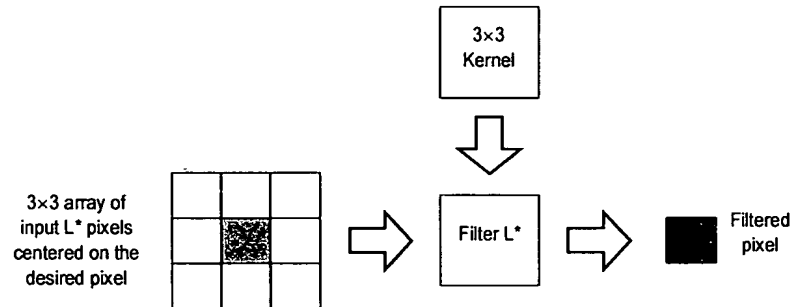 3×3
Kernel
3×3 array of
input L* pixels
centered on the
desired pixel
Filter L*
Filtered
pixel